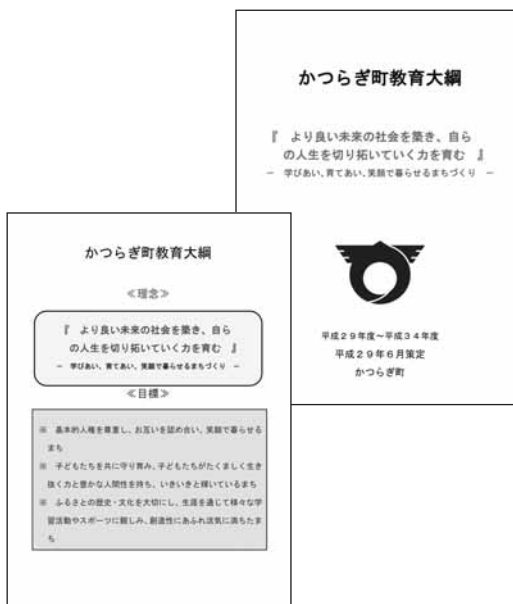 かつらぎ町教育大綱
『　より良い未来の社会を築き、自ら
の人生を切り拓いていく力を育む　』
－　学びあい、育てあい、笑顔で暮らせるまちづくり　－
平成２９年度～平成３４年度
平成２９年６月策定
かつらぎ町
かつらぎ町教育大綱
≪理念≫
『　より良い未来の社会を築き、自ら
の人生を切り拓いていく力を育む　』
－　学びあい、育てあい、笑顔で暮らせるまちづくり　－
≪目標≫
※　基本的人権を尊重し、お互いを認め合い、笑顔で暮らせる
まち
※　子どもたちを共に守り育み、子どもたちがたくましく生き
抜く力と豊かな人間性を持ち、いきいきと輝いているまち
※　ふるさとの歴史・文化を大切にし、生涯を通じて様々な学
習活動やスポーツに親しみ、創造性にあふれ活気に満ちたま
ち